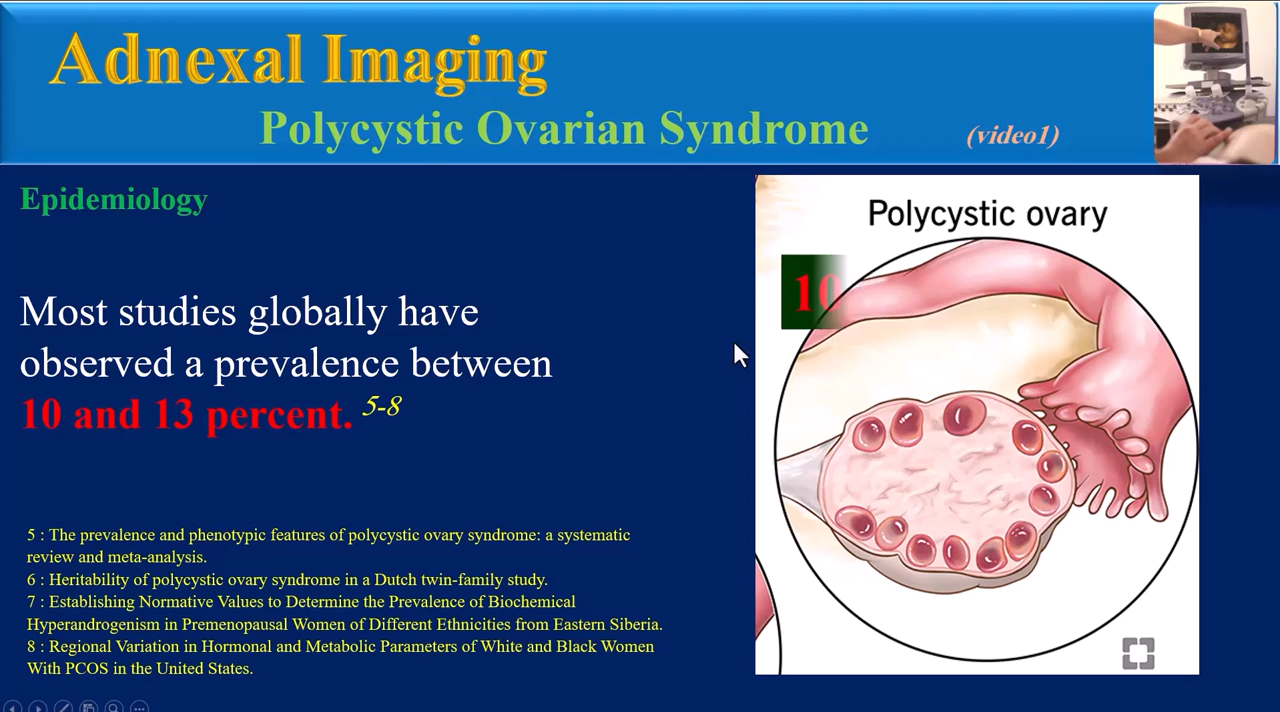 Adnexal Imaging
Polycystic Ovarian Syndrome
(video1)
Epidemiology
Most studies globally have
observed a prevalence between
10 and 13 percent. 5-8
5 : The prevalence and phenotypic features of polycystic ovary syndrome: a systematic
review and meta-analysis.
6 : Heritability of polycystic ovary syndrome in a Dutch twin-family study.
7 : Establishing Normative Values to Determine the Prevalence of Biochemical
Hyperandrogenism in Premenopausal Women of Different Ethnicities from Eastern Siberia.
8 : Regional Variation in Hormonal and Metabolic Parameters of White and Black Women
With PCOS in the United States.
Polycystic ovary
10